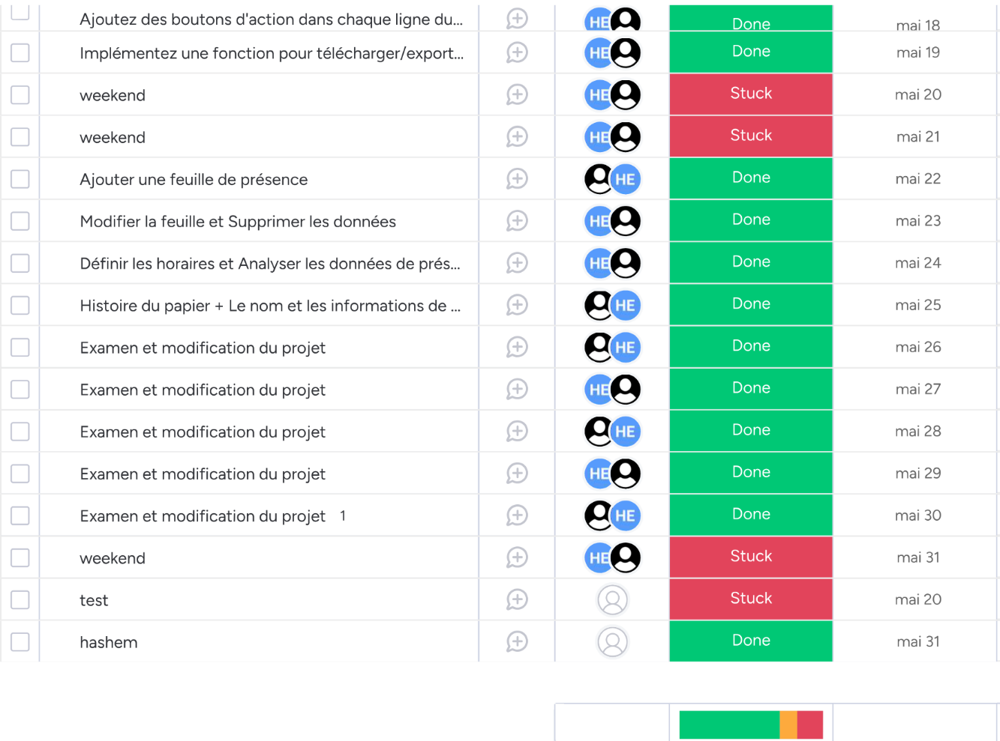 Ajoutez des boutons d'action dans chaque ligne du... HE Done mai 18
Implémentez une fonction pour télécharger/export... HE Done mai 19
weekend HE Stuck mai 20
weekend HE Stuck mai 21
Ajouter une feuille de présence HE Done mai 22
Modifier la feuille et Supprimer les données HE Done mai 23
Définir les horaires et Analyser les données de prés... HE Done mai 24
Histoire du papier + Le nom et les informations de ... HE Done mai 25
Examen et modification du projet HE Done mai 26
Examen et modification du projet HE Done mai 27
Examen et modification du projet HE Done mai 28
Examen et modification du projet HE Done mai 29
Examen et modification du projet 1 HE Done mai 30
weekend HE Stuck mai 31
test Stuck mai 20
hashem Done mai 31